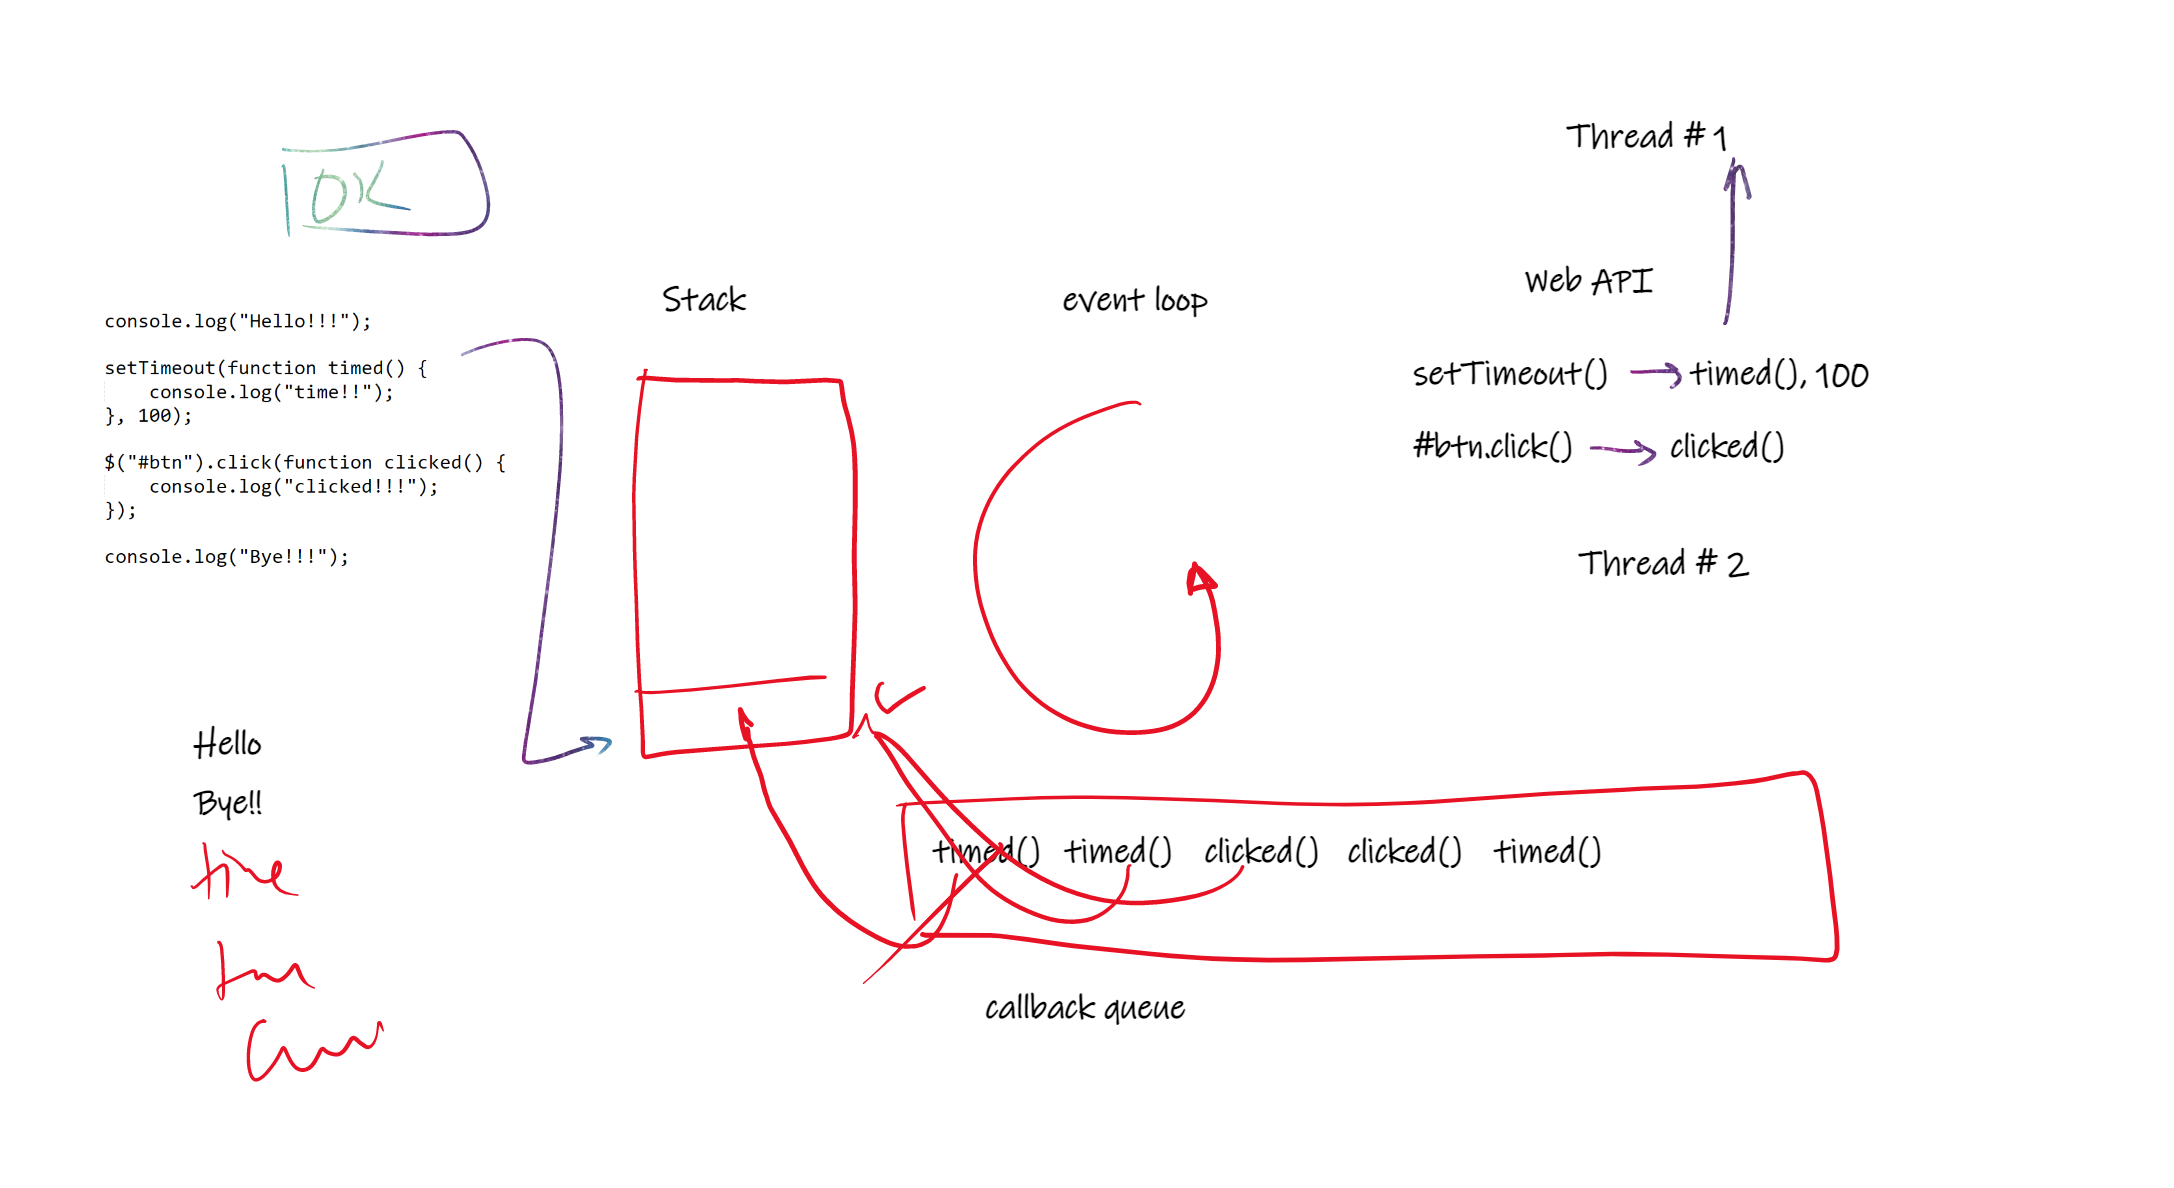 OK
console.log("Hello!!!");
setTimeout(function timed() {
    console.log("time!!");
}, 100);
$("#btn").click(function clicked() {
    console.log("clicked!!!");
});
console.log("Bye!!!");
Hello
Bye!!
time
Stack
event loop
Thread # 1
Web API
setTimeout() timed(), 100
#btn.click() clicked()
Thread # 2
timed() timed() clicked() clicked() timed()
callback queue